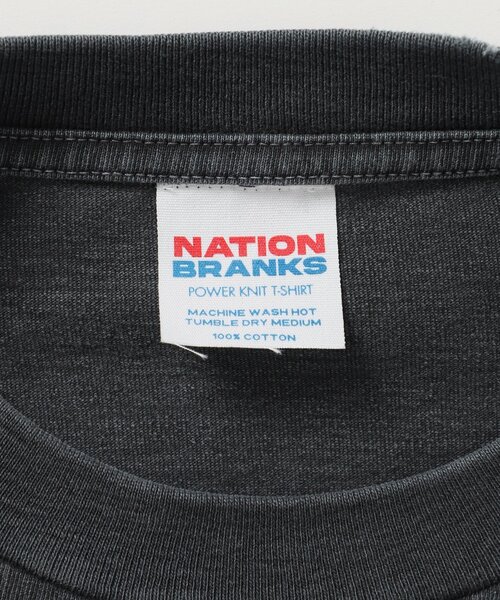 NATION
BRANKS
POWER KNIT T-SHIRT
MACHINE WASH HOT
TUMBLE DRY MEDIUM
100% COTTON